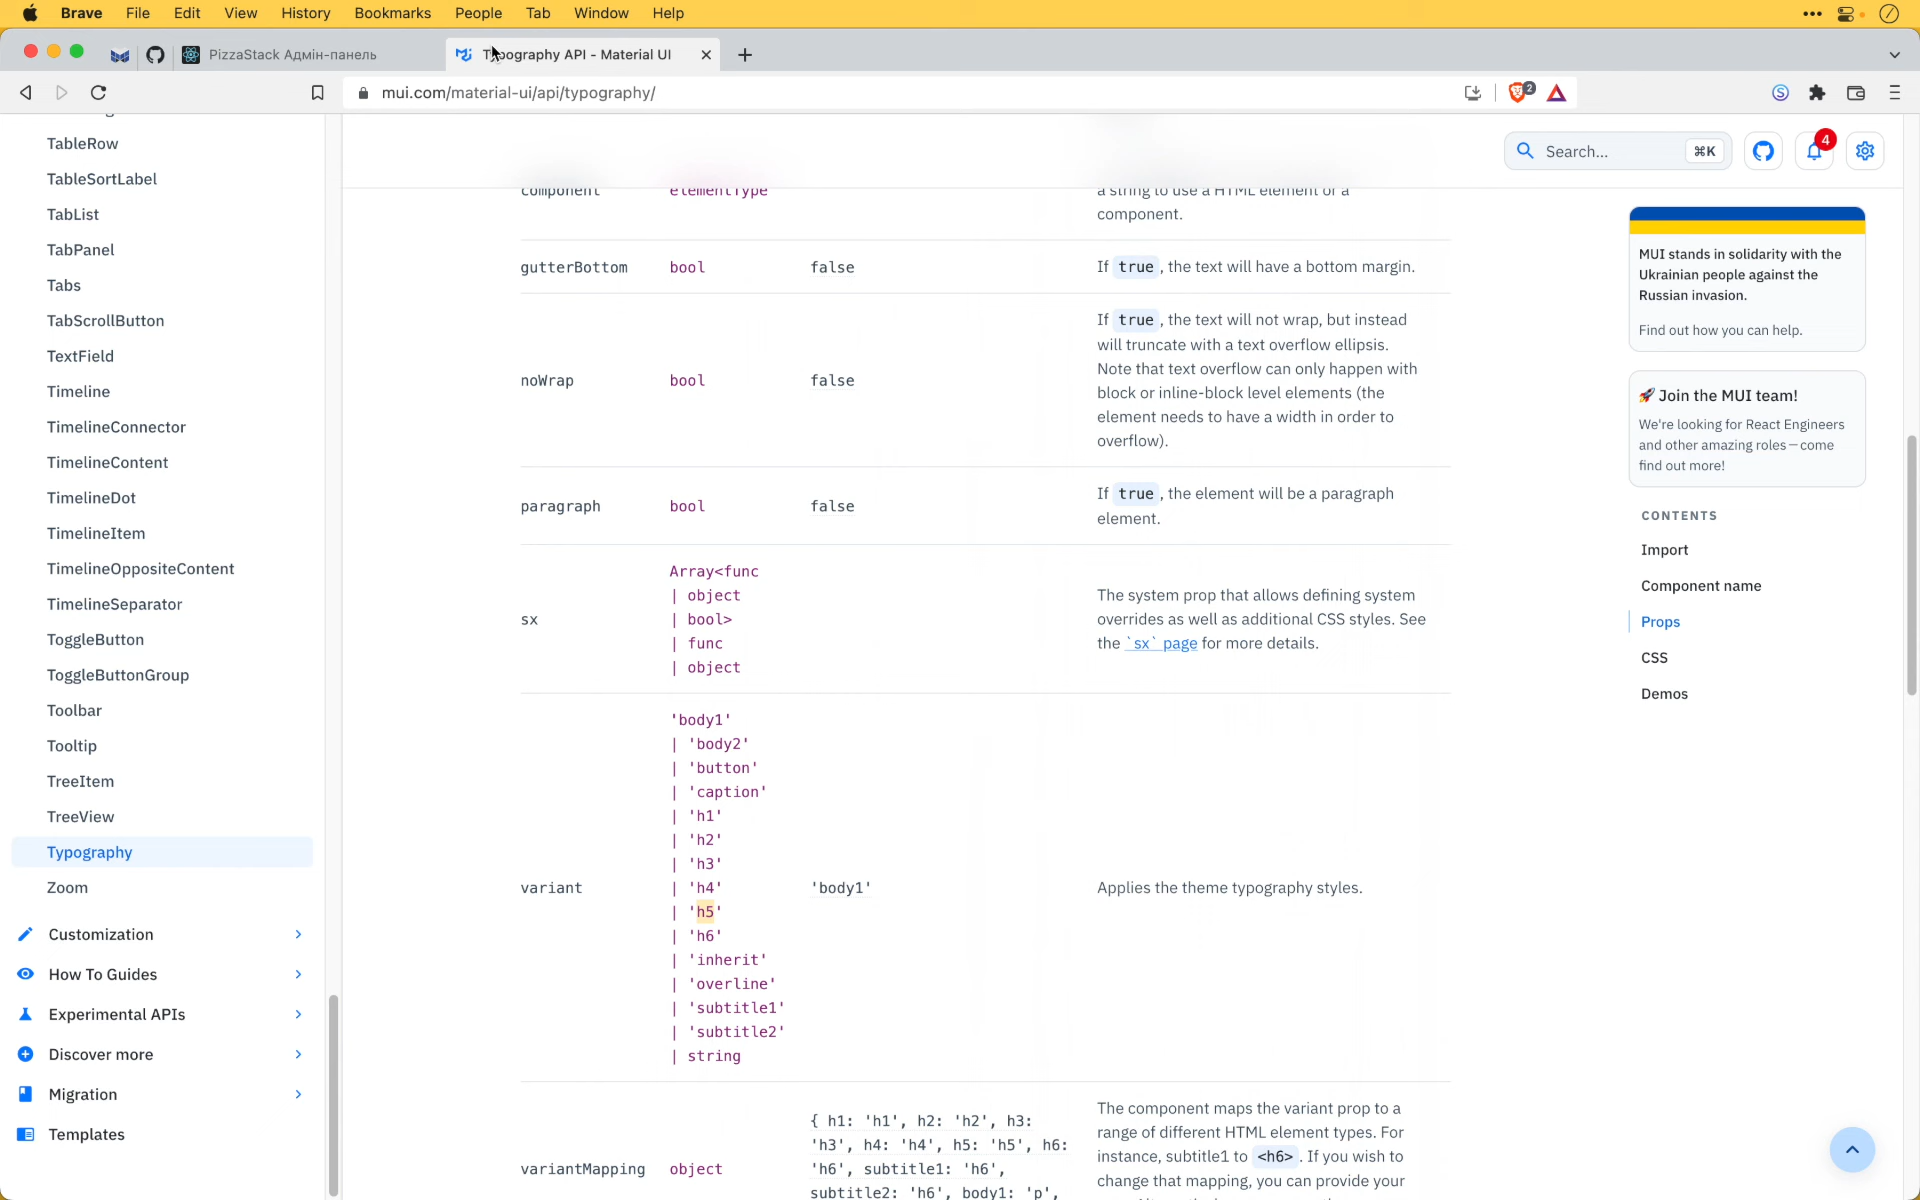 Brave File Edit View History Bookmarks People Tab Window Help
PizzaStack Адмін-панель
Typography API - Material UI
mui.com/material-ui/api/typography/
2
TableRow
TableSortLabel
TabList
TabPanel
Tabs
TabScrollButton
TextField
Timeline
TimelineConnector
TimelineContent
TimelineDot
TimelineItem
TimelineOppositeContent
TimelineSeparator
ToggleButton
ToggleButtonGroup
Toolbar
Tooltip
TreeItem
TreeView
Typography
Zoom
Customization
How To Guides
Experimental APIs
Discover more
Migration
Templates
Search... ⌘K
4
component elementType a string to use a HTML element or a
component.
gutterBottom bool false If true, the text will have a bottom margin.
noWrap bool false
If true, the text will not wrap, but instead
will truncate with a text overflow ellipsis.
Note that text overflow can only happen with
block or inline-block level elements (the
element needs to have a width in order to
overflow).
paragraph bool false
If true, the element will be a paragraph
element.
sx
Array<func
| object
| bool>
| func
| object
The system prop that allows defining system
overrides as well as additional CSS styles. See
the `sx` page for more details.
variant
'body1'
| 'body2'
| 'button'
| 'caption'
| 'h1'
| 'h2'
| 'h3'
| 'h4'
| 'h5'
| 'h6'
| 'inherit'
| 'overline'
| 'subtitle1'
| 'subtitle2'
| string
'body1'
Applies the theme typography styles.
variantMapping object
{ h1: 'h1', h2: 'h2', h3:
'h3', h4: 'h4', h5: 'h5', h6:
'h6', subtitle1: 'h6',
subtitle2: 'h6', body1: 'p',
The component maps the variant prop to a
range of different HTML element types. For
instance, subtitle1 to <h6>. If you wish to
change that mapping, you can provide your
MUI stands in solidarity with the
Ukrainian people against the
Russian invasion.
Find out how you can help.
🚀 Join the MUI team!
We're looking for React Engineers
and other amazing roles—come
find out more!
CONTENTS
Import
Component name
Props
CSS
Demos